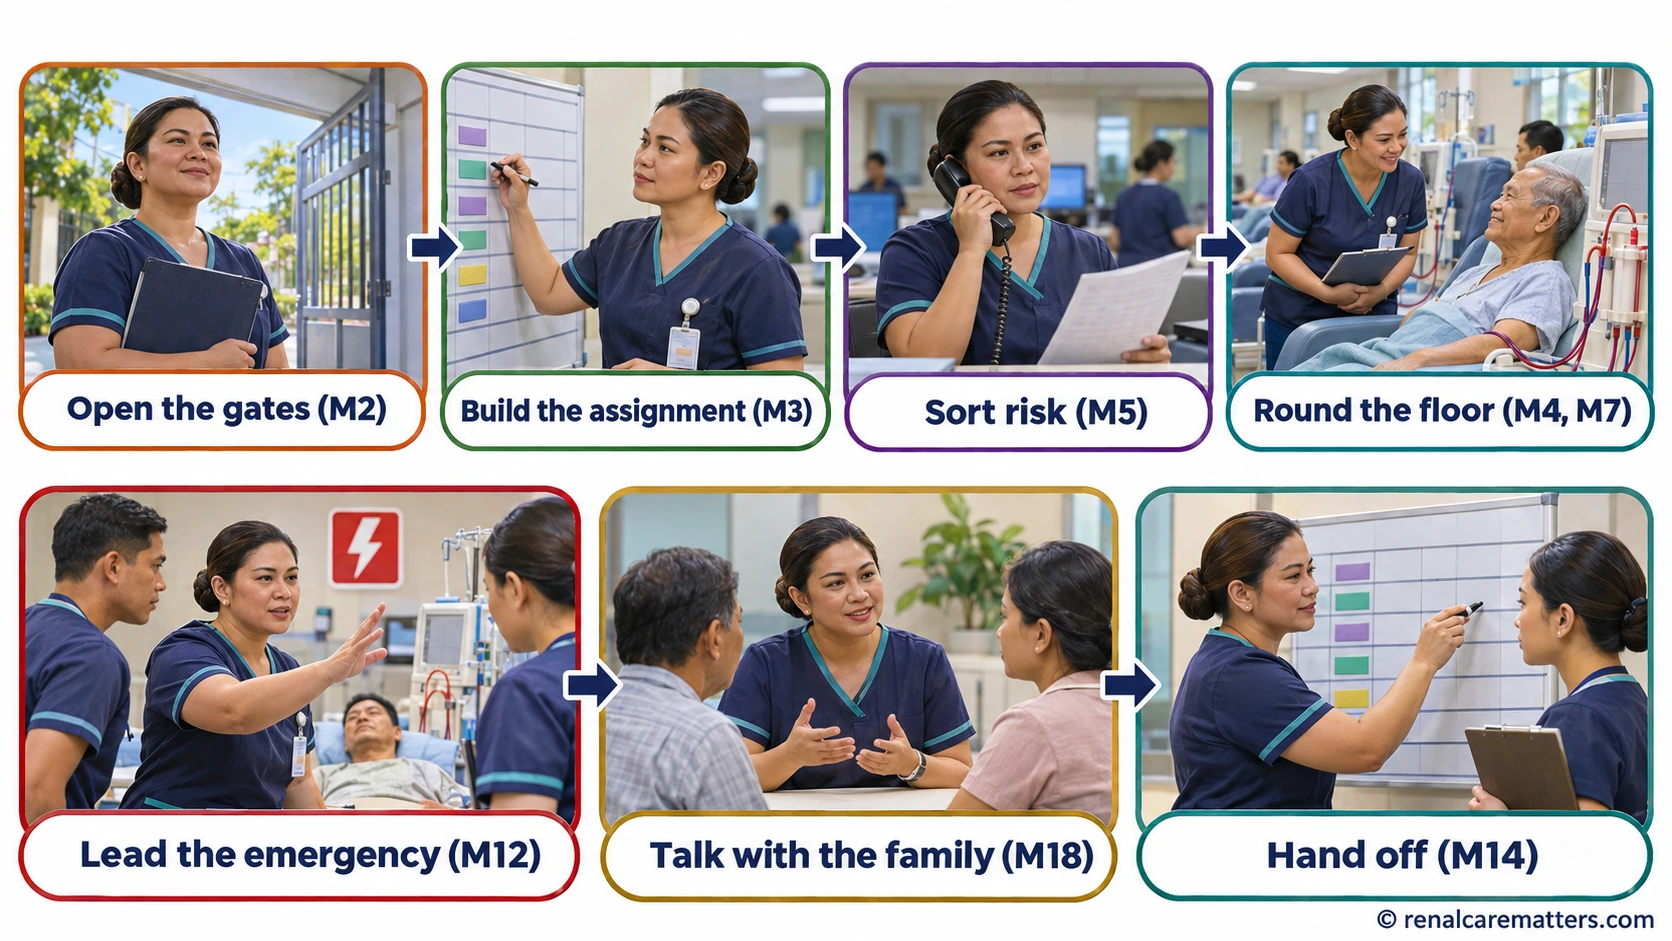 Open the gates (M2)
Build the assignment (M3)
Sort risk (M5)
Round the floor (M4, M7)
Lead the emergency (M12)
Talk with the family (M18)
Hand off (M14)
© renalcarematters.com